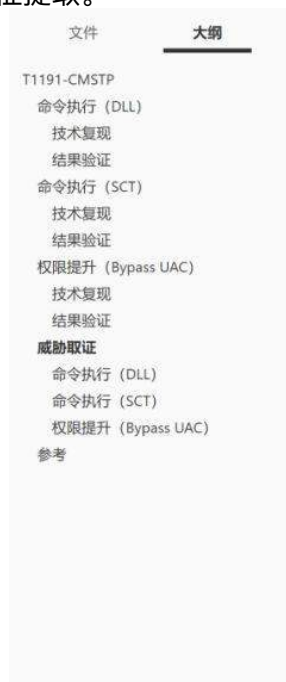 征提取。
文件 大纲
T1191-CMSTP
命令执行（DLL）
技术复现
结果验证
命令执行（SCT）
技术复现
结果验证
权限提升（Bypass UAC）
技术复现
结果验证
威胁取证
命令执行（DLL）
命令执行（SCT）
权限提升（Bypass UAC）
参考